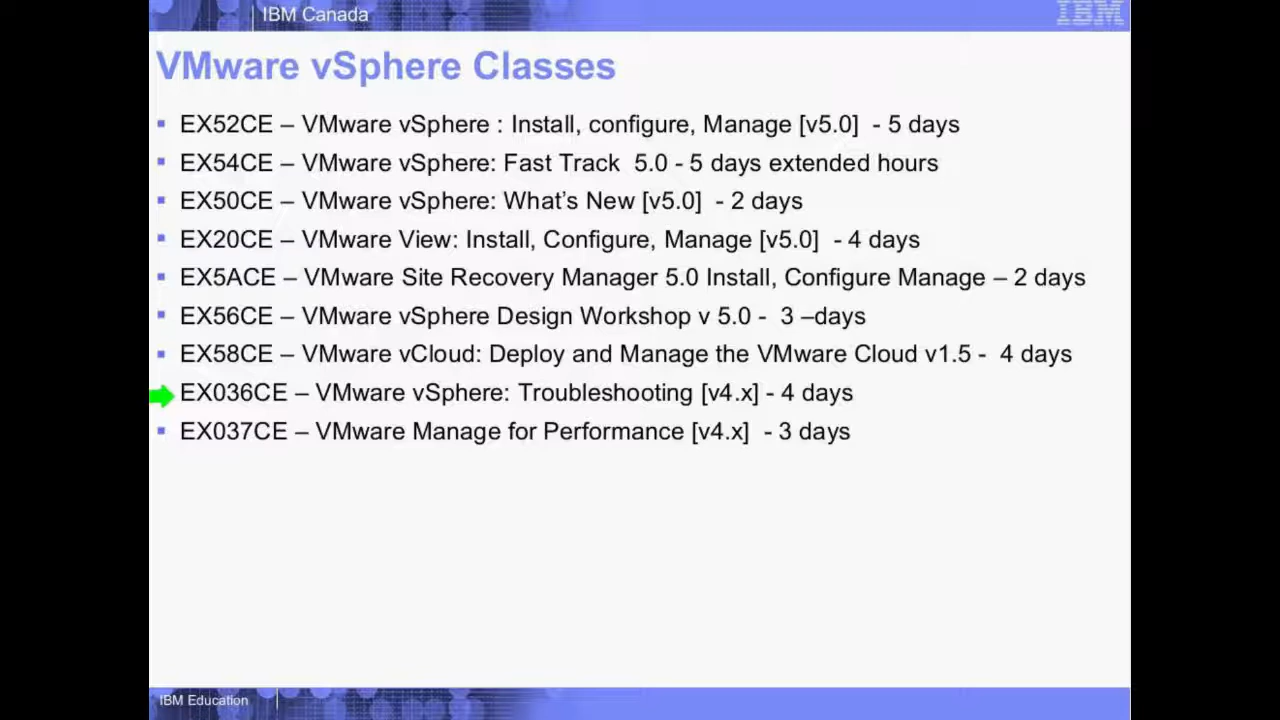 IBM Canada
IBM
VMware vSphere Classes
▪ EX52CE – VMware vSphere : Install, configure, Manage [v5.0]  - 5 days
▪ EX54CE – VMware vSphere: Fast Track  5.0 - 5 days extended hours
▪ EX50CE – VMware vSphere: What’s New [v5.0]  - 2 days
▪ EX20CE – VMware View: Install, Configure, Manage [v5.0]  - 4 days
▪ EX5ACE – VMware Site Recovery Manager 5.0 Install, Configure Manage – 2 days
▪ EX56CE – VMware vSphere Design Workshop v 5.0 -  3 –days
▪ EX58CE – VMware vCloud: Deploy and Manage the VMware Cloud v1.5 -  4 days
EX036CE – VMware vSphere: Troubleshooting [v4.x] - 4 days
▪ EX037CE – VMware Manage for Performance [v4.x]  - 3 days
IBM Education